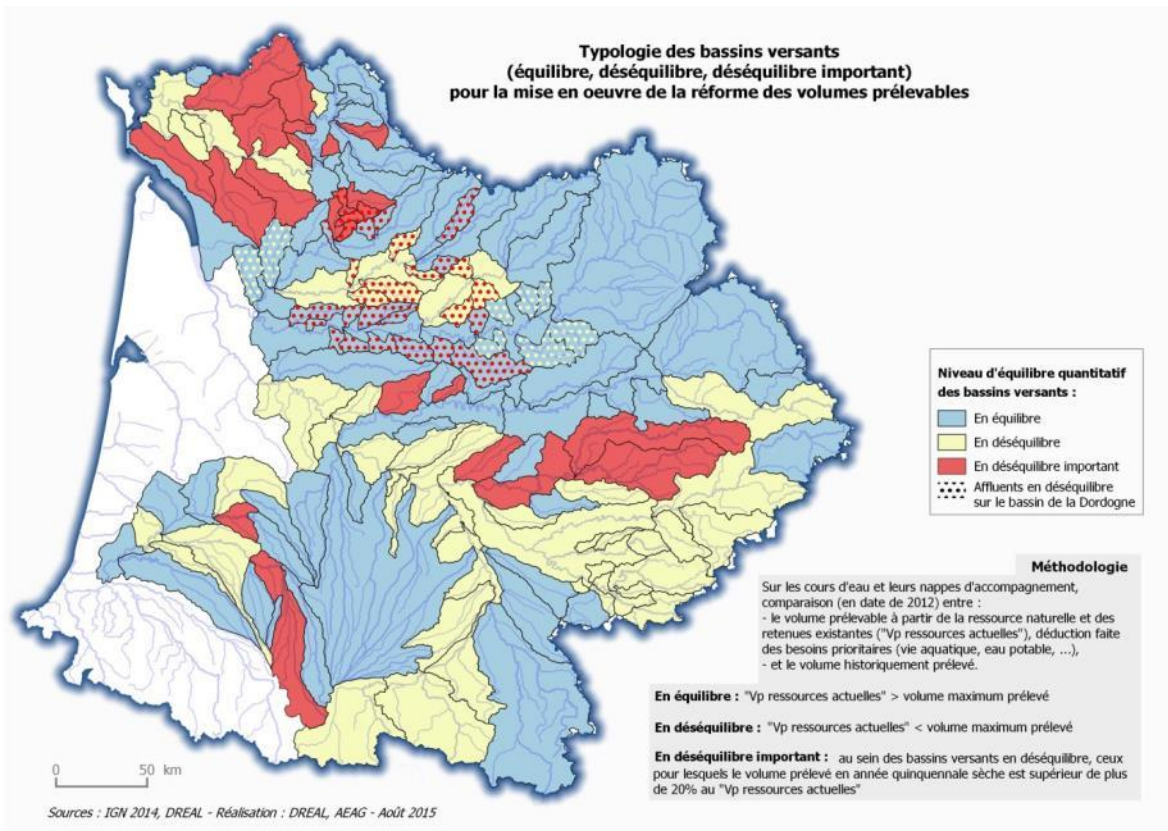 Typologie des bassins versants
(équilibre, déséquilibre, déséquilibre important)
pour la mise en oeuvre de la réforme des volumes prélevables
Niveau d'équilibre quantitatif
des bassins versants :
En équilibre
En déséquilibre
En déséquilibre important
Affluents en déséquilibre
sur le bassin de la Dordogne
Méthodologie
Sur les cours d'eau et leurs nappes d'accompagnement,
comparaison (en date de 2012) entre :
- le volume prélevable à partir de la ressource naturelle et des
retenues existantes ("Vp ressources actuelles"), déduction faite
des besoins prioritaires (vie aquatique, eau potable, ...),
- et le volume historiquement prélevé.
En équilibre : "Vp ressources actuelles" > volume maximum prélevé
En déséquilibre : "Vp ressources actuelles" < volume maximum prélevé
En déséquilibre important : au sein des bassins versants en déséquilibre, ceux
pour lesquels le volume prélevé en année quinquennale sèche est supérieur de plus
de 20% au "Vp ressources actuelles"
0 50 km
Sources : IGN 2014, DREAL - Réalisation : DREAL, AEAG - Août 2015